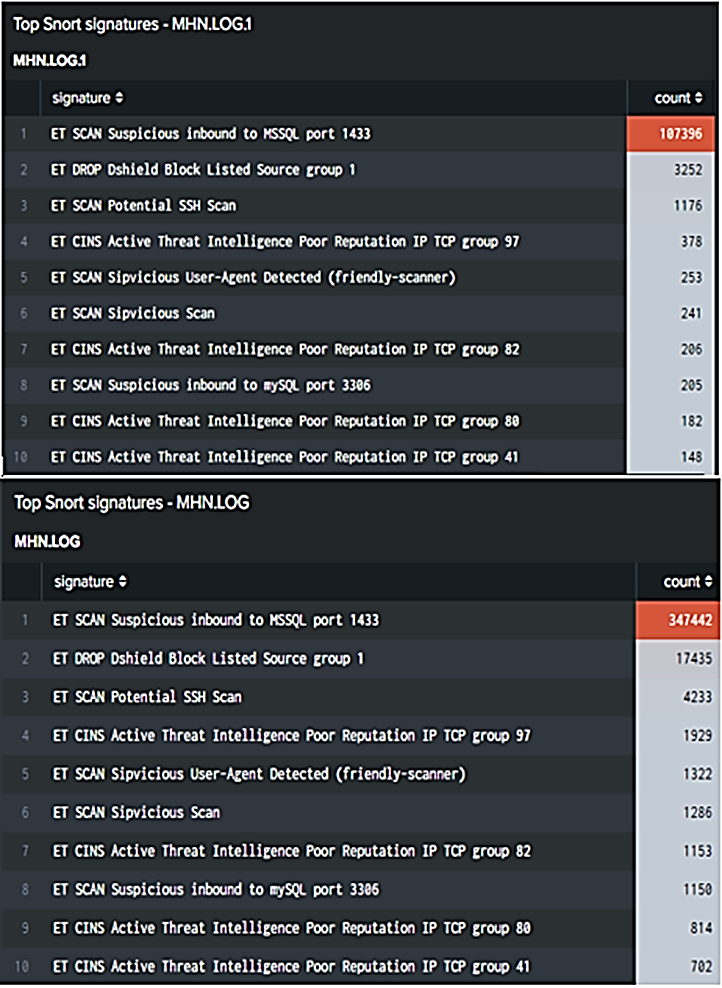 Top Snort signatures - MHN.LOG.1
MHN.LOG.1
signature count
1 ET SCAN Suspicious inbound to MSSQL port 1433 107396
2 ET DROP Dshield Block Listed Source group 1 3252
3 ET SCAN Potential SSH Scan 1176
4 ET CINS Active Threat Intelligence Poor Reputation IP TCP group 97 378
5 ET SCAN Sipvicious User-Agent Detected (friendly-scanner) 253
6 ET SCAN Sipvicious Scan 241
7 ET CINS Active Threat Intelligence Poor Reputation IP TCP group 82 206
8 ET SCAN Suspicious inbound to mySQL port 3306 205
9 ET CINS Active Threat Intelligence Poor Reputation IP TCP group 80 182
10 ET CINS Active Threat Intelligence Poor Reputation IP TCP group 41 148
Top Snort signatures - MHN.LOG
MHN.LOG
signature count
1 ET SCAN Suspicious inbound to MSSQL port 1433 347442
2 ET DROP Dshield Block Listed Source group 1 17435
3 ET SCAN Potential SSH Scan 4233
4 ET CINS Active Threat Intelligence Poor Reputation IP TCP group 97 1929
5 ET SCAN Sipvicious User-Agent Detected (friendly-scanner) 1322
6 ET SCAN Sipvicious Scan 1286
7 ET CINS Active Threat Intelligence Poor Reputation IP TCP group 82 1153
8 ET SCAN Suspicious inbound to mySQL port 3306 1150
9 ET CINS Active Threat Intelligence Poor Reputation IP TCP group 80 814
10 ET CINS Active Threat Intelligence Poor Reputation IP TCP group 41 702